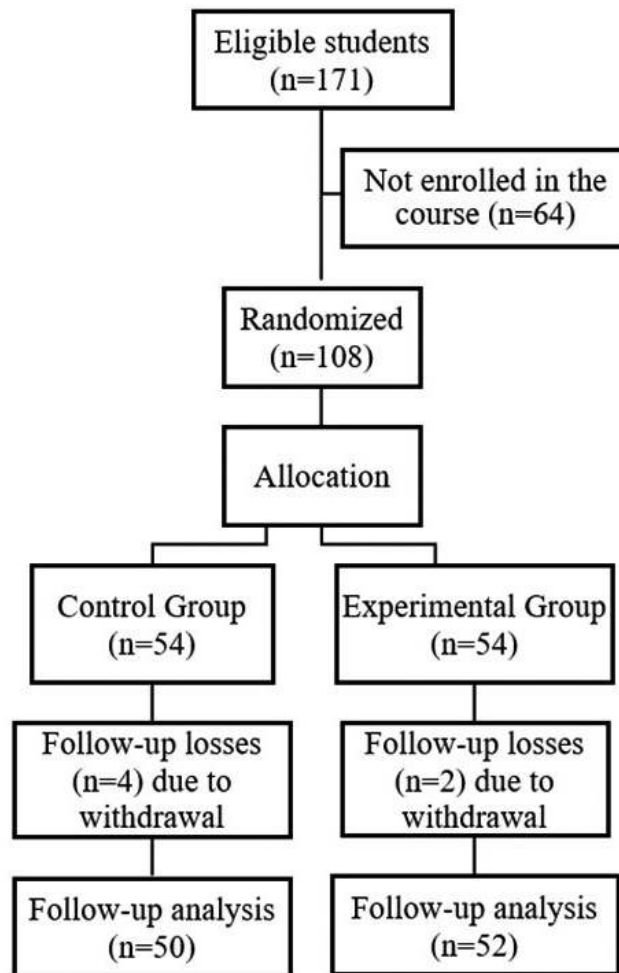 Eligible students
(n=171)
Not enrolled in the
course (n=64)
Randomized
(n=108)
Allocation
Control Group
(n=54)
Experimental Group
(n=54)
Follow-up losses
(n=4) due to
withdrawal
Follow-up losses
(n=2) due to
withdrawal
Follow-up analysis
(n=50)
Follow-up analysis
(n=52)